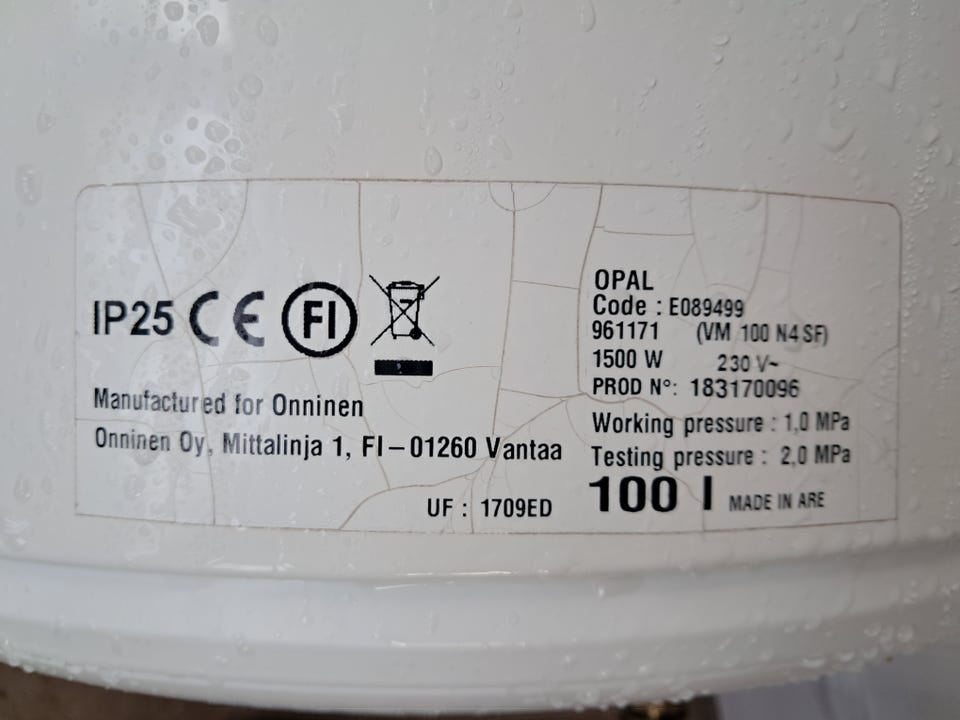 IP25 CE FI
Manufactured for Onninen
Onninen Oy, Mittalinja 1, FI-01260 Vantaa
UF : 1709ED
OPAL
Code : E089499
961171 (VM 100 N4 SF)
1500 W 230 V~
PROD N°: 183170096
Working pressure : 1,0 MPa
Testing pressure : 2,0 MPa
100 l MADE IN ARE